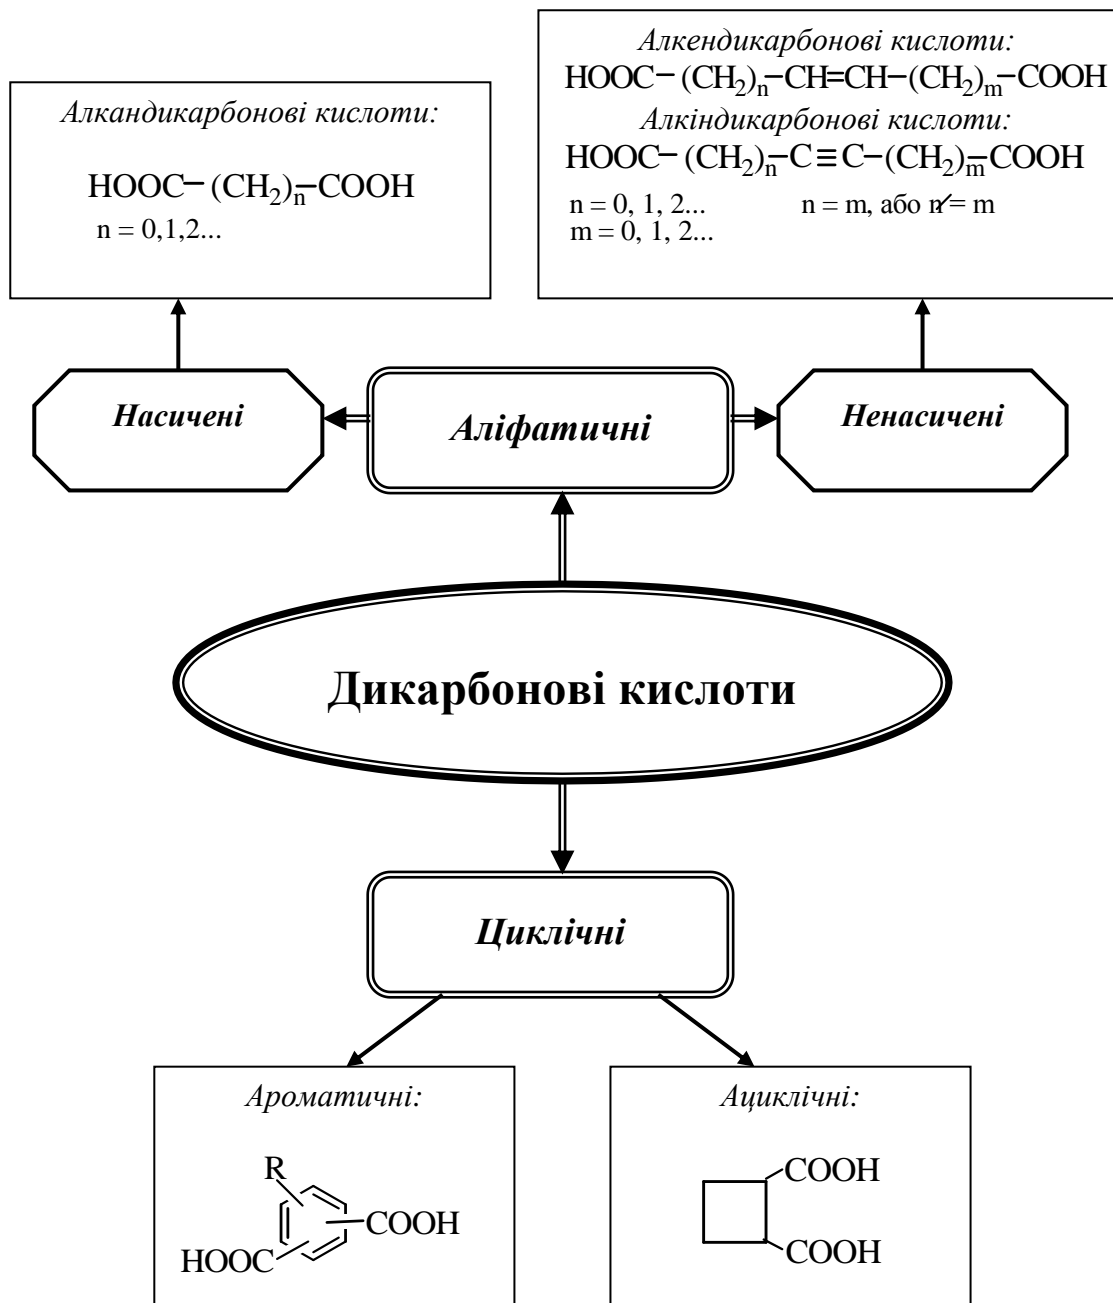 Алкендикарбонові кислоти:
HOOC–(CH2)n–CH=CH–(CH2)m–COOH
Алкіндикарбонові кислоти:
HOOC–(CH2)n–C≡C–(CH2)m–COOH
n = 0, 1, 2... n = m, або n ≠ m
m = 0, 1, 2...
Алкандикарбонові кислоти:
HOOC–(CH2)n–COOH
n = 0,1,2...
Насичені
Аліфатичні
Ненасичені
Дикарбонові кислоти
Циклічні
Ароматичні:
R
COOH
HOOC
Ациклічні:
COOH
COOH